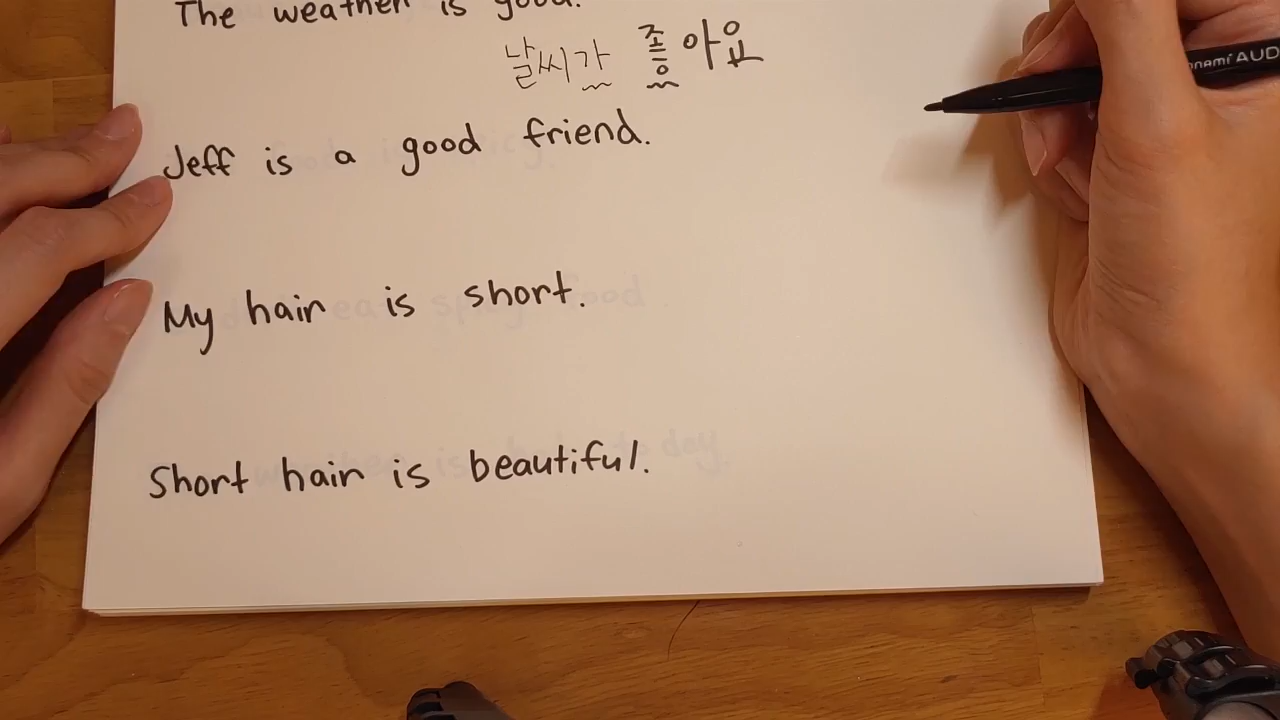 The weather is good.
날씨가 좋아요
Jeff is a good friend.
My hair is short.
Short hair is beautiful.